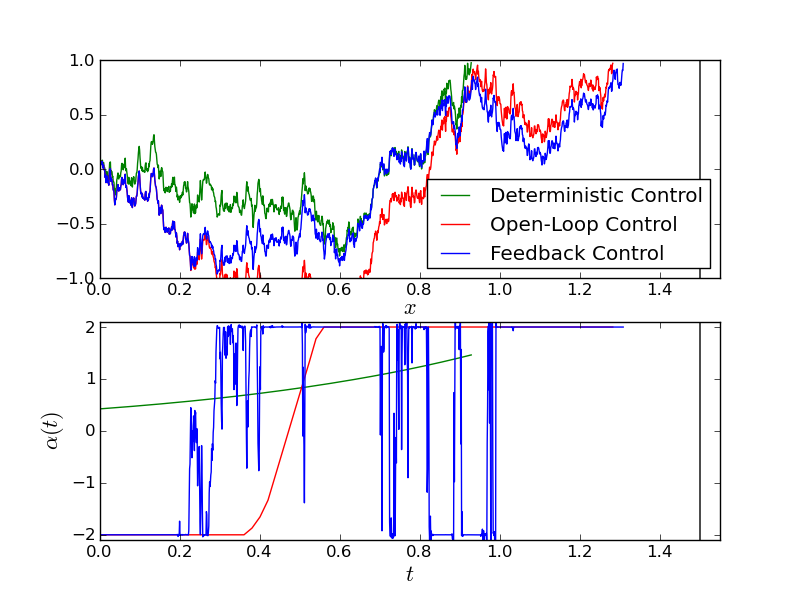 1.0
0.5
0.0
−0.5
−1.0
Deterministic Control
Open-Loop Control
Feedback Control
0.0 0.2 0.4 0.6 0.8 1.0 1.2 1.4
x
2
1
0
−1
−2
α(t)
0.0 0.2 0.4 0.6 0.8 1.0 1.2 1.4
t